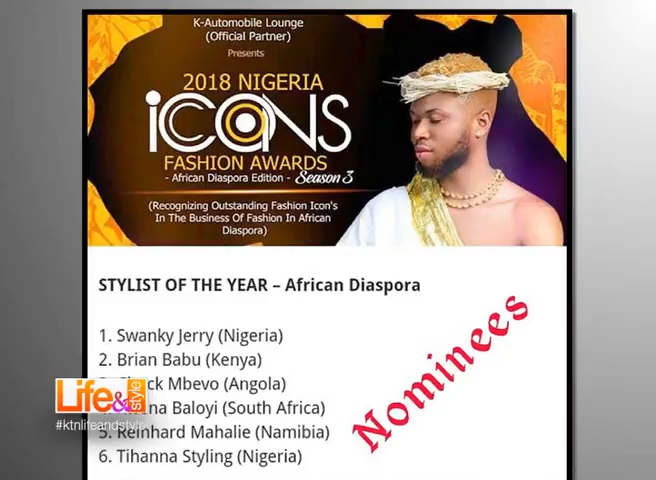 K-Automobile Lounge
(Official Partner)
Presents
2018 NIGERIA
iCONS
FASHION AWARDS
- African Diaspora Edition - Season 3
(Recognizing Outstanding Fashion Icon's
In The Business Of Fashion In African
Diaspora)
STYLIST OF THE YEAR – African Diaspora
Nominees
1. Swanky Jerry (Nigeria)
2. Brian Babu (Kenya)
Mbevo (Angola)
Baloyi (South Africa)
5. Reinhard Mahalie (Namibia)
6. Tihanna Styling (Nigeria)
Life & style
#ktnlifeandstyle